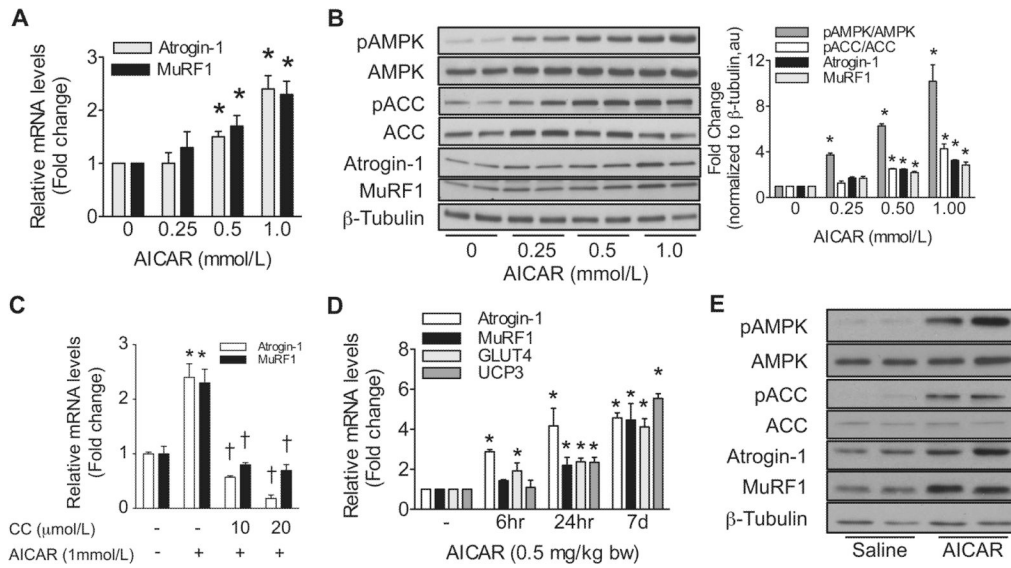 A
Relative mRNA levels
(Fold change)
3
2
1
0
Atrogin-1
MuRF1
* * * *
0 0.25 0.5 1.0
AICAR (mmol/L)
B
pAMPK
AMPK
pACC
ACC
Atrogin-1
MuRF1
β-Tubulin
0 0.25 0.5 1.0
AICAR (mmol/L)
Fold Change
(normalized to β-tubulin,au)
12
8
4
0
pAMPK/AMPK
pACC/ACC
Atrogin-1
MuRF1
* * * * * * * * *
0 0.25 0.50 1.00
AICAR (mmol/L)
C
Relative mRNA levels
(Fold change)
3
2
1
0
Atrogin-1
MuRF1
* * † † † †
CC (μmol/L) - - 10 20
AICAR (1mmol/L) - + + +
D
Relative mRNA levels
(Fold change)
8
6
4
2
0
Atrogin-1
MuRF1
GLUT4
UCP3
* * * * * * * * * *
- 6hr 24hr 7d
AICAR (0.5 mg/kg bw)
E
pAMPK
AMPK
pACC
ACC
Atrogin-1
MuRF1
β-Tubulin
Saline AICAR